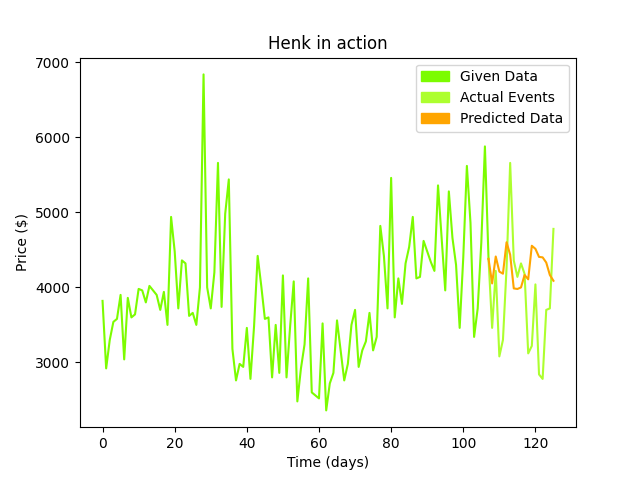 Henk in action
Given Data
Actual Events
Predicted Data
7000
6000
5000
4000
3000
Price ($)
0 20 40 60 80 100 120
Time (days)